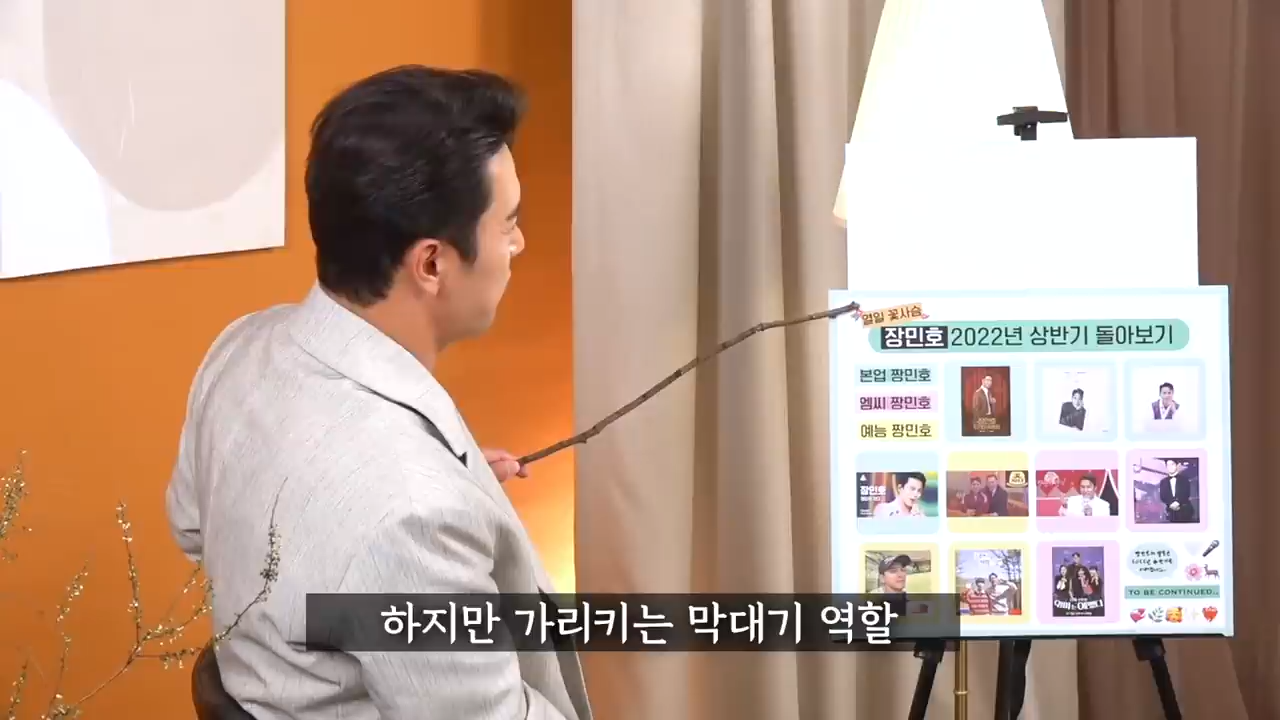 열일 꽃사슴
장민호 2022년 상반기 돌아보기
본업 짱민호
엠씨 짱민호
예능 짱민호
장민호
TO BE CONTINUED..
하지만 가리키는 막대기 역할